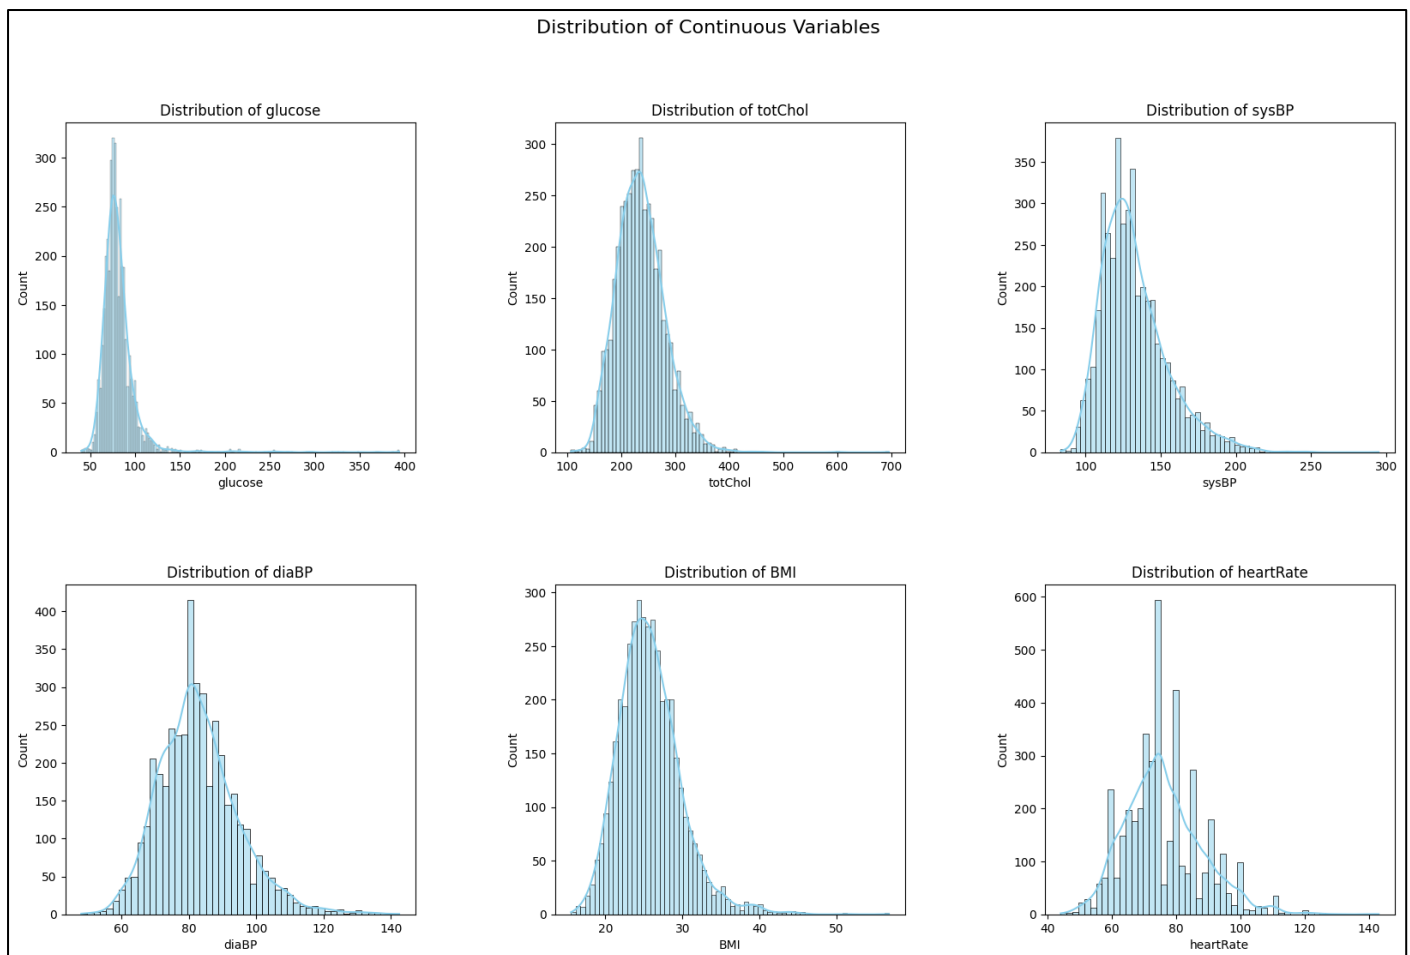 Distribution of Continuous Variables
Distribution of glucose
Count
300
250
200
150
100
50
0
50 100 150 200 250 300 350 400
glucose
Distribution of totChol
Count
300
250
200
150
100
50
0
100 200 300 400 500 600 700
totChol
Distribution of sysBP
Count
350
300
250
200
150
100
50
0
100 150 200 250 300
sysBP
Distribution of diaBP
Count
400
350
300
250
200
150
100
50
0
60 80 100 120 140
diaBP
Distribution of BMI
Count
300
250
200
150
100
50
0
20 30 40 50
BMI
Distribution of heartRate
Count
600
500
400
300
200
100
0
40 60 80 100 120 140
heartRate